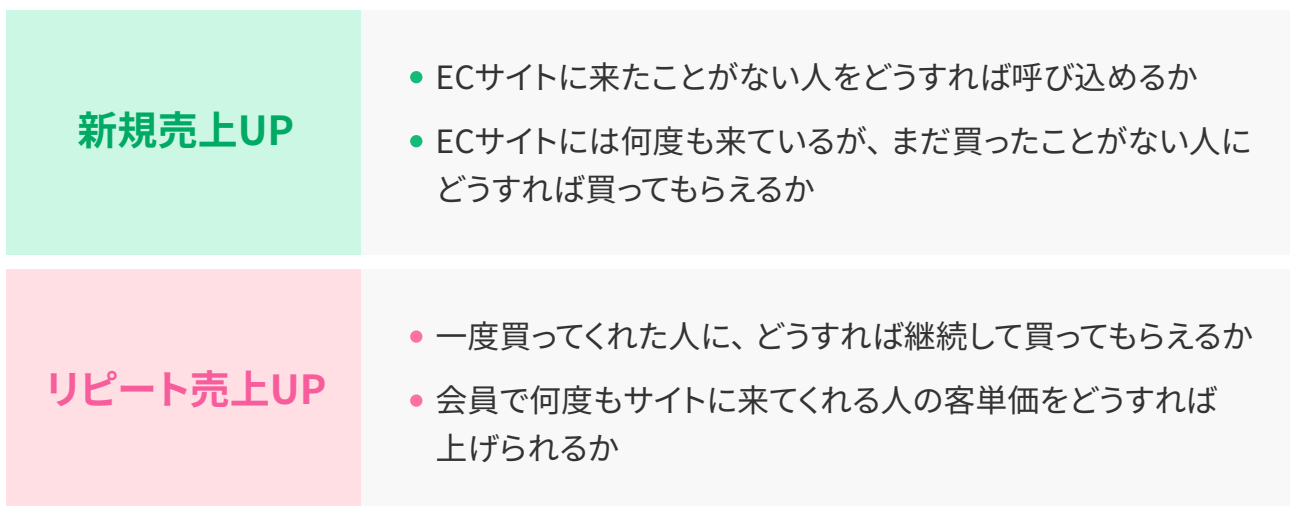 新規売上UP
ECサイトに来たことがない人をどうすれば呼び込めるか
ECサイトには何度も来ているが、まだ買ったことがない人に
どうすれば買ってもらえるか
リピート売上UP
一度買ってくれた人に、どうすれば継続して買ってもらえるか
会員で何度もサイトに来てくれる人の客単価をどうすれば
上げられるか